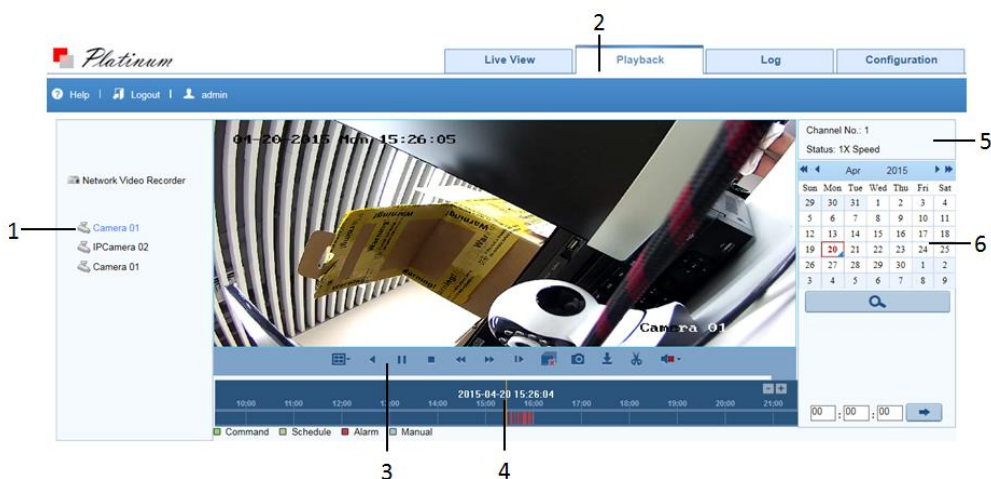 2
Platinum
Live View
Playback
Log
Configuration
Help | Logout | admin
04-20-2015 Mon 15:26:05
Channel No.: 1
Status: 1X Speed
5
Network Video Recorder
Apr 2015
Sun Mon Tue Wed Thu Fri Sat
29 30 31 1 2 3 4
5 6 7 8 9 10 11
12 13 14 15 16 17 18
19 20 21 22 23 24 25
26 27 28 29 30 1 2
3 4 5 6 7 8 9
6
1
Camera 01
IPCamera 02
Camera 01
Warning!
Warning!
Warning!
Camera 01
2015-04-20 15:26:04
10:00 11:00 12:00 13:00 14:00 15:00 16:00 17:00 18:00 19:00 20:00 21:00
00 : 00 : 00
Command Schedule Alarm Manual
3
4